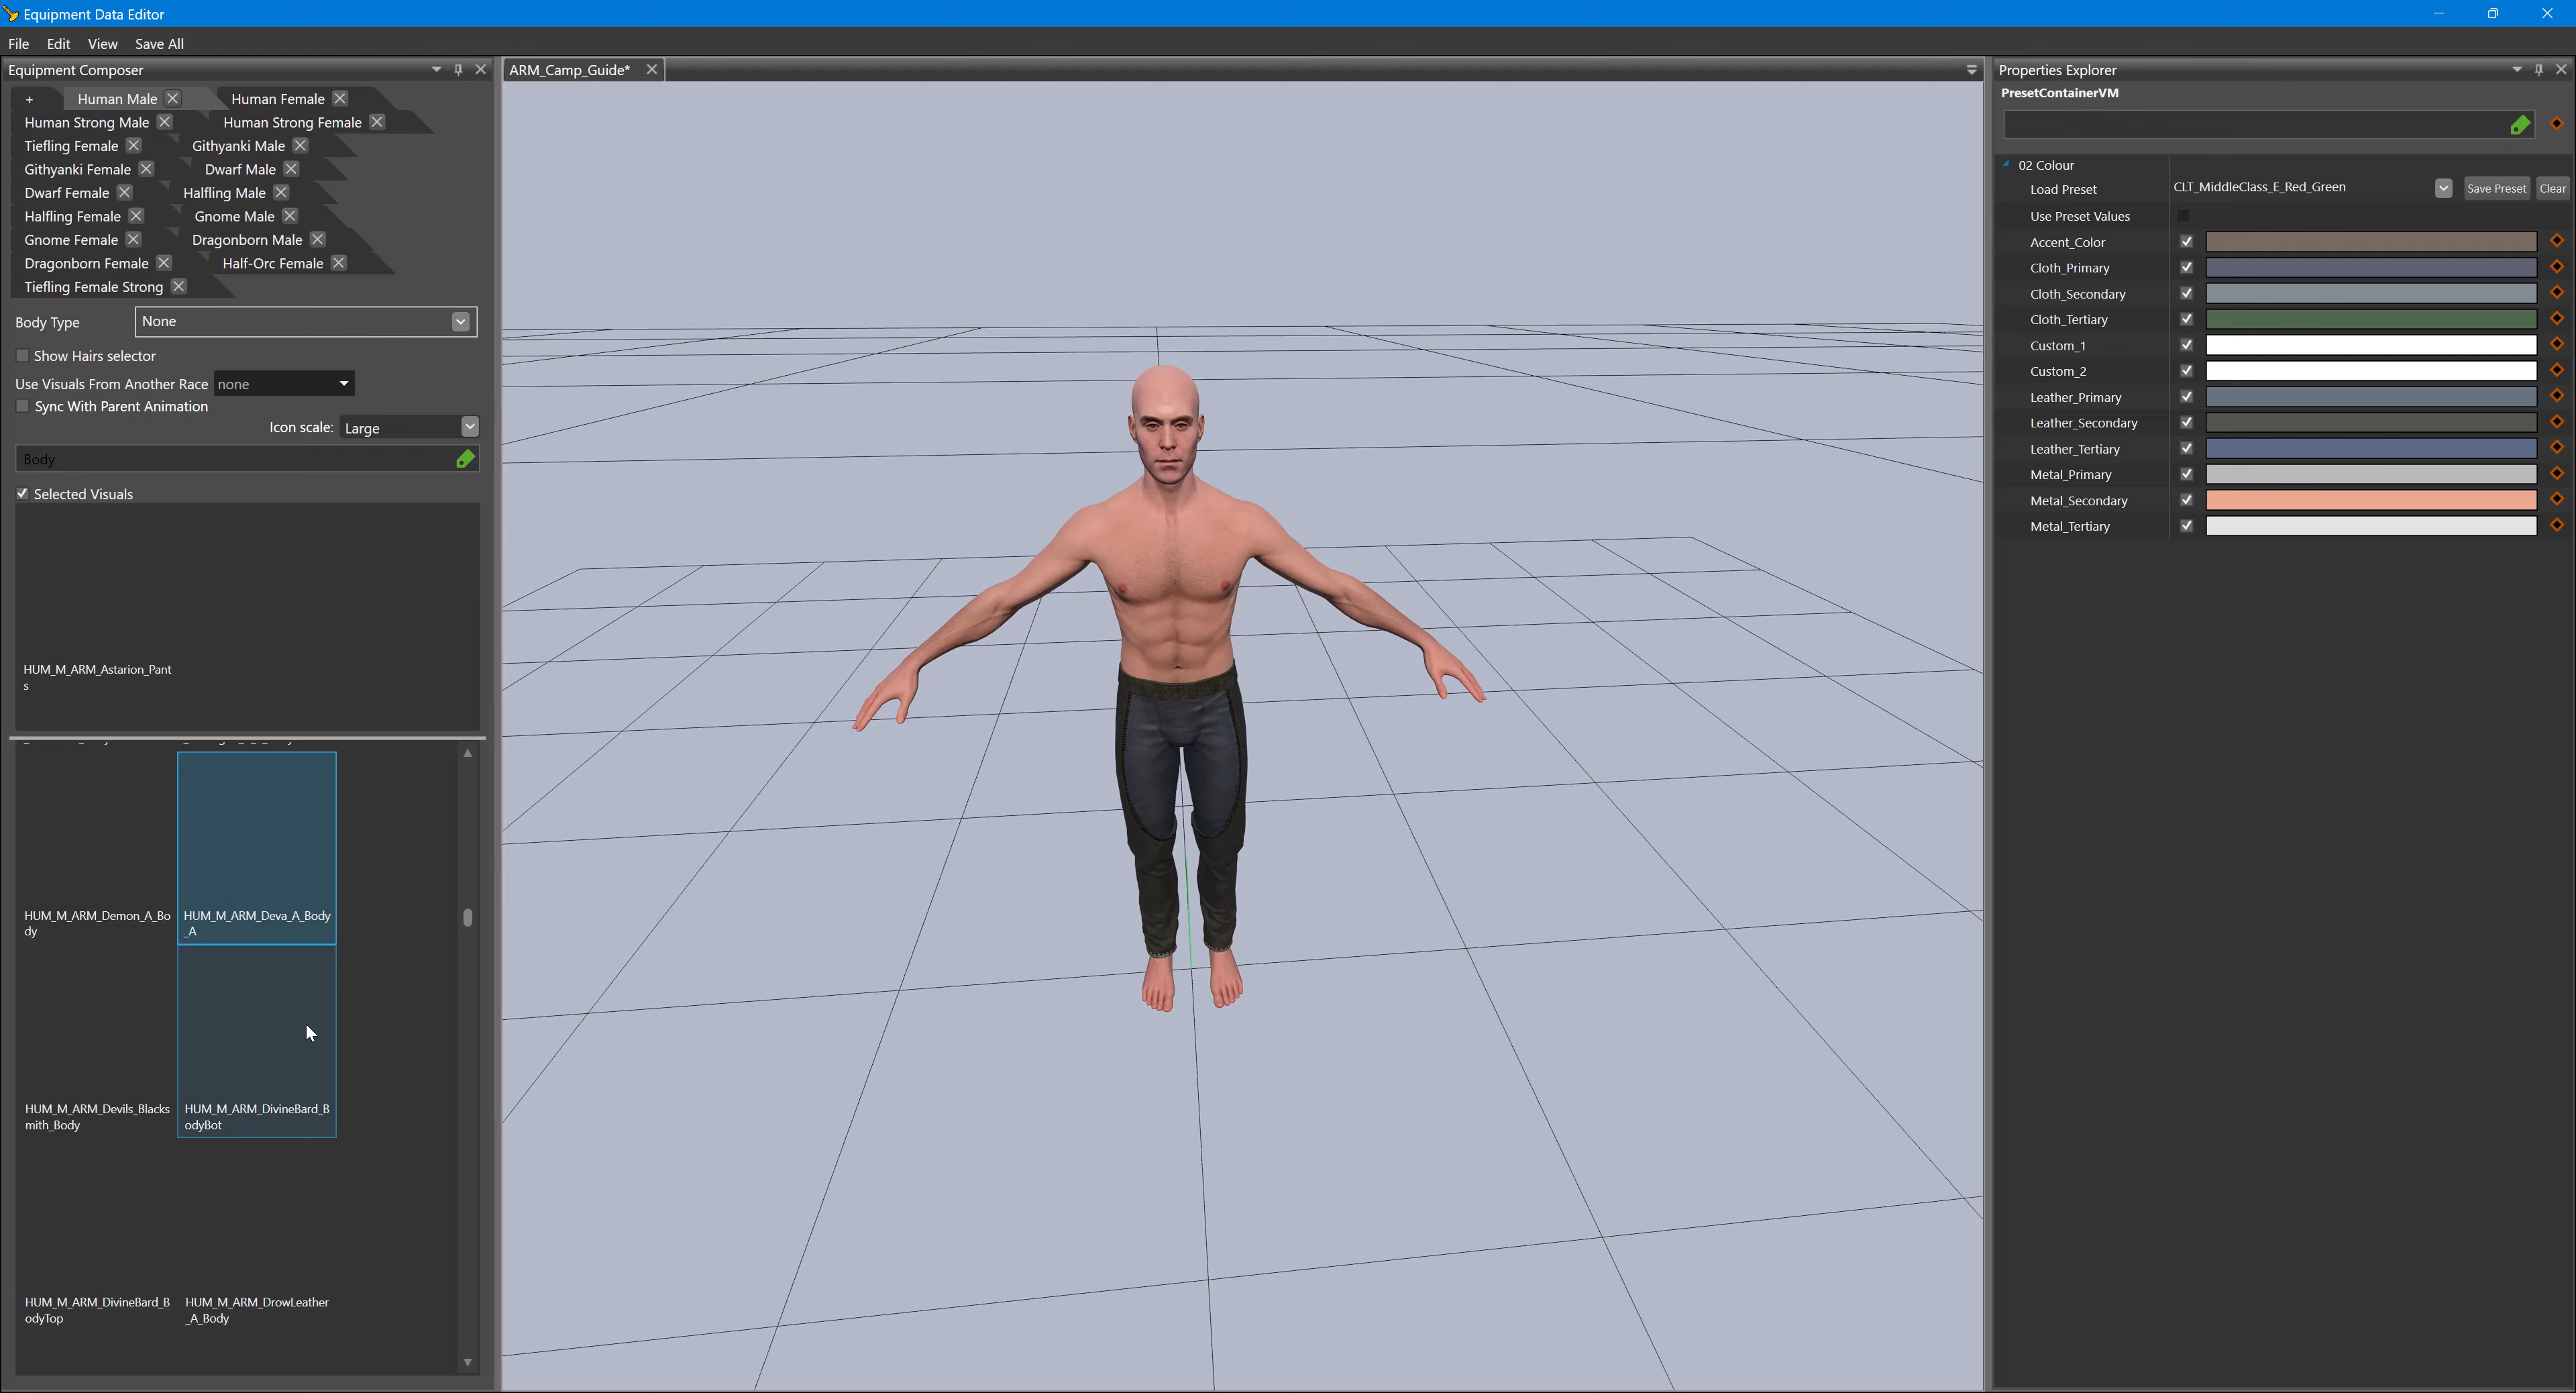 Equipment Data Editor
File Edit View Save All
Equipment Composer
+ Human Male Human Female
Human Strong Male Human Strong Female
Tiefling Female Githyanki Male
Githyanki Female Dwarf Male
Dwarf Female Halfling Male
Halfling Female Gnome Male
Gnome Female Dragonborn Male
Dragonborn Female Half-Orc Female
Tiefling Female Strong
Body Type None
Show Hairs selector
Use Visuals From Another Race none
Sync With Parent Animation
Icon scale: Large
Body
Selected Visuals
HUM_M_ARM_Astarion_Pant
s
HUM_M_ARM_Demon_A_Bo
dy
HUM_M_ARM_Deva_A_Body
_A
HUM_M_ARM_Devils_Blacks
mith_Body
HUM_M_ARM_DivineBard_B
odyBot
HUM_M_ARM_DivineBard_B
odyTop
HUM_M_ARM_DrowLeather
_A_Body
ARM_Camp_Guide*
Properties Explorer
PresetContainerVM
02 Colour
Load Preset CLT_MiddleClass_E_Red_Green Save Preset Clear
Use Preset Values
Accent_Color
Cloth_Primary
Cloth_Secondary
Cloth_Tertiary
Custom_1
Custom_2
Leather_Primary
Leather_Secondary
Leather_Tertiary
Metal_Primary
Metal_Secondary
Metal_Tertiary